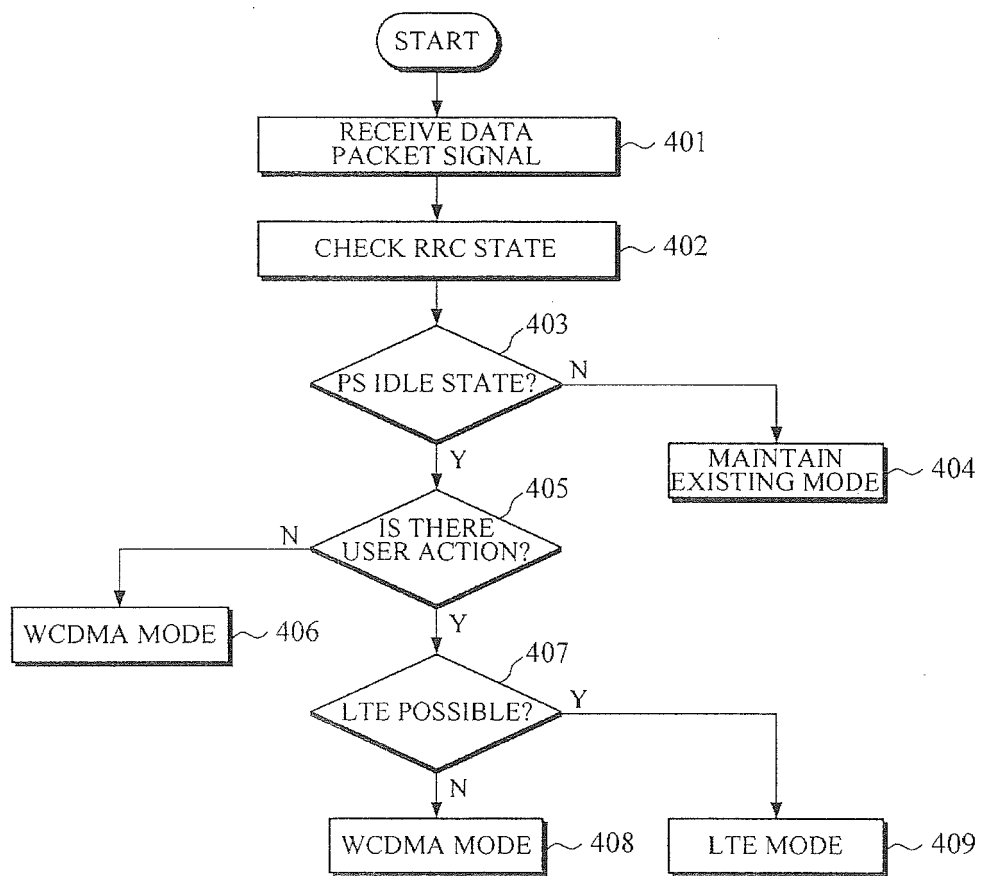 START
RECEIVE DATA
PACKET SIGNAL
401
CHECK RRC STATE
402
403
PS IDLE STATE?
N
Y
MAINTAIN
EXISTING MODE
404
405
IS THERE
USER ACTION?
N
Y
WCDMA MODE
406
407
LTE POSSIBLE?
Y
N
WCDMA MODE
408
LTE MODE
409